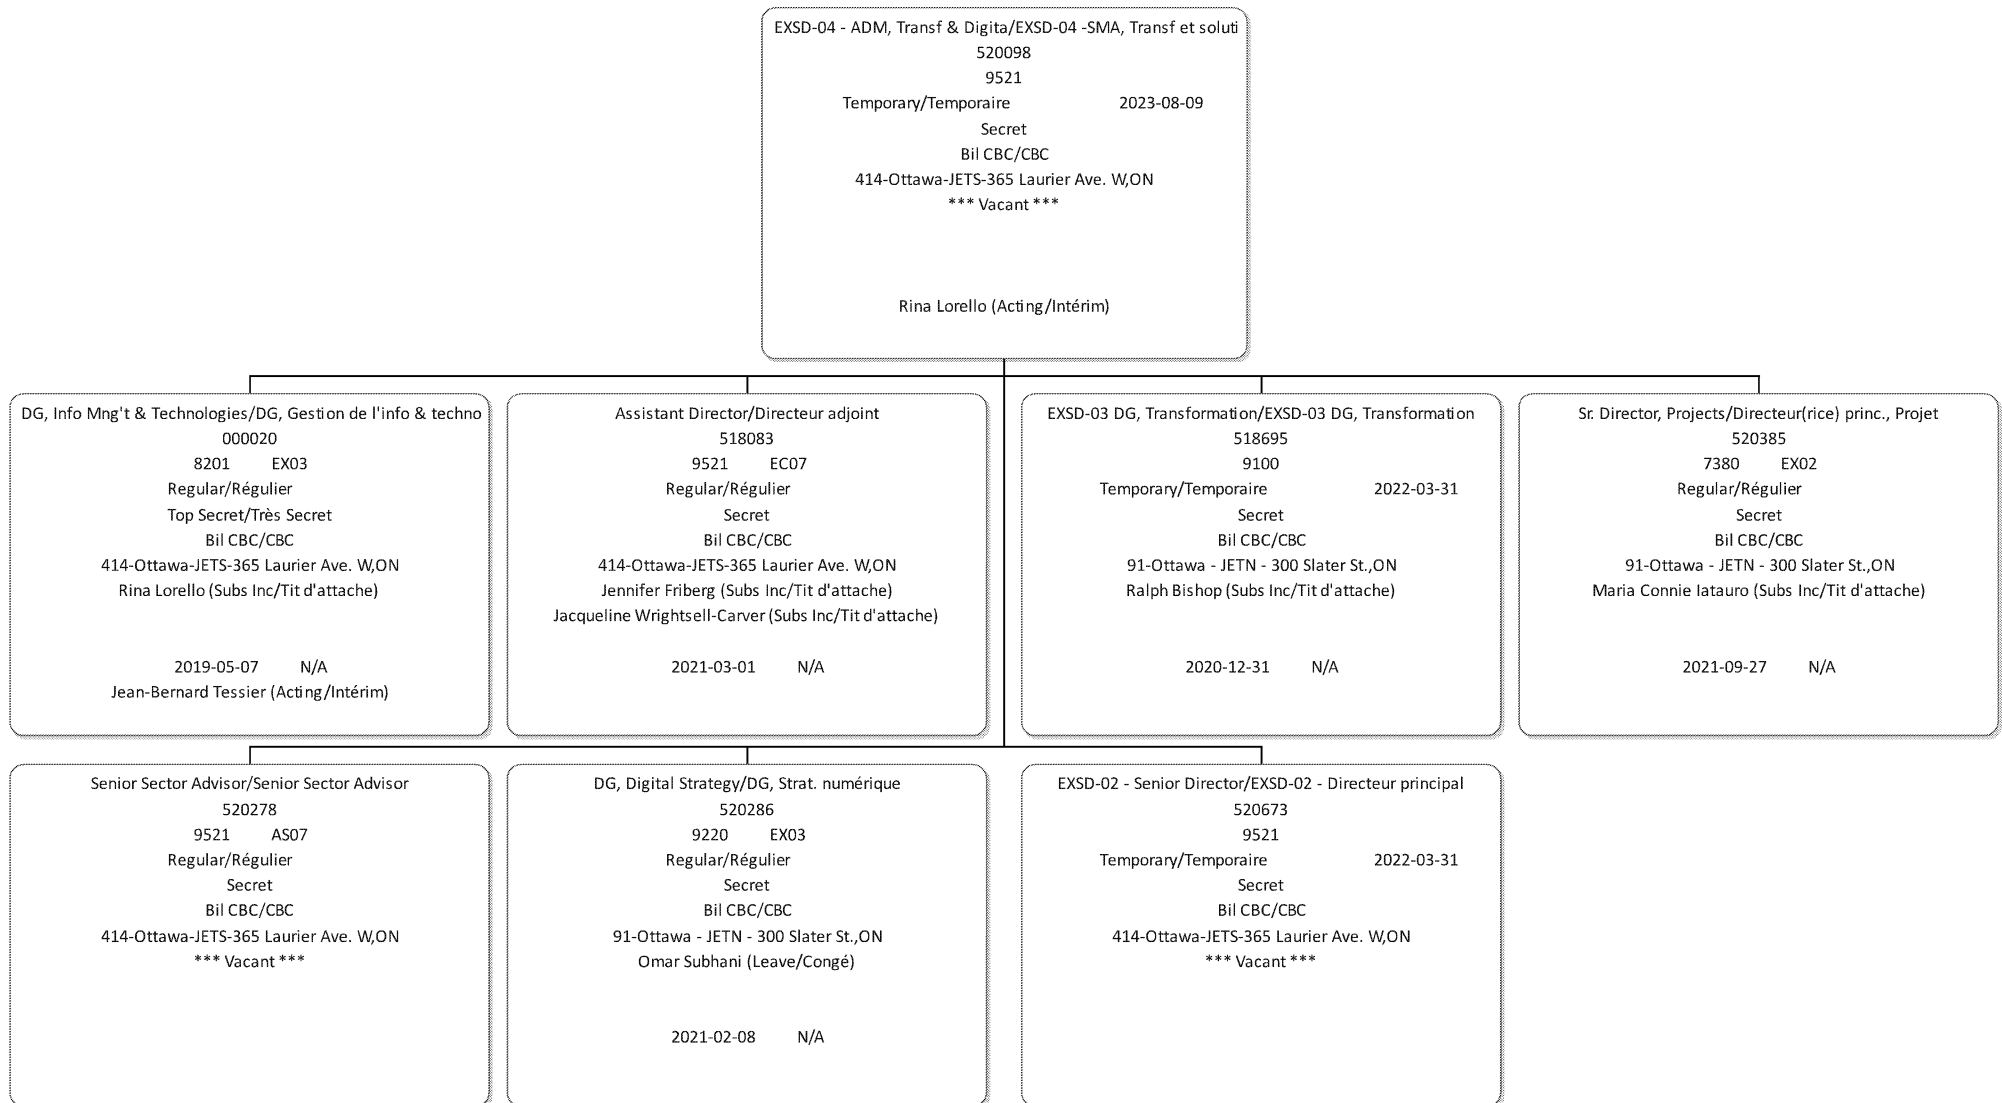 EXSD-04 - ADM, Transf & Digita/EXSD-04 -SMA, Transf et soluti
520098
9521
Temporary/Temporaire 2023-08-09
Secret
Bil CBC/CBC
414-Ottawa-JETS-365 Laurier Ave. W,ON
*** Vacant ***
Rina Lorello (Acting/Intérim)
DG, Info Mng't & Technologies/DG, Gestion de l'info & techno
000020
8201 EX03
Regular/Régulier
Top Secret/Très Secret
Bil CBC/CBC
414-Ottawa-JETS-365 Laurier Ave. W,ON
Rina Lorello (Subs Inc/Tit d'attache)
2019-05-07 N/A
Jean-Bernard Tessier (Acting/Intérim)
Assistant Director/Directeur adjoint
518083
9521 EC07
Regular/Régulier
Secret
Bil CBC/CBC
414-Ottawa-JETS-365 Laurier Ave. W,ON
Jennifer Friberg (Subs Inc/Tit d'attache)
Jacqueline Wrightsell-Carver (Subs Inc/Tit d'attache)
2021-03-01 N/A
EXSD-03 DG, Transformation/EXSD-03 DG, Transformation
518695
9100
Temporary/Temporaire 2022-03-31
Secret
Bil CBC/CBC
91-Ottawa - JETN - 300 Slater St.,ON
Ralph Bishop (Subs Inc/Tit d'attache)
2020-12-31 N/A
Sr. Director, Projects/Directeur(rice) princ., Projet
520385
7380 EX02
Regular/Régulier
Secret
Bil CBC/CBC
91-Ottawa - JETN - 300 Slater St.,ON
Maria Connie Iatauro (Subs Inc/Tit d'attache)
2021-09-27 N/A
Senior Sector Advisor/Senior Sector Advisor
520278
9521 AS07
Regular/Régulier
Secret
Bil CBC/CBC
414-Ottawa-JETS-365 Laurier Ave. W,ON
*** Vacant ***
DG, Digital Strategy/DG, Strat. numérique
520286
9220 EX03
Regular/Régulier
Secret
Bil CBC/CBC
91-Ottawa - JETN - 300 Slater St.,ON
Omar Subhani (Leave/Congé)
2021-02-08 N/A
EXSD-02 - Senior Director/EXSD-02 - Directeur principal
520673
9521
Temporary/Temporaire 2022-03-31
Secret
Bil CBC/CBC
414-Ottawa-JETS-365 Laurier Ave. W,ON
*** Vacant ***